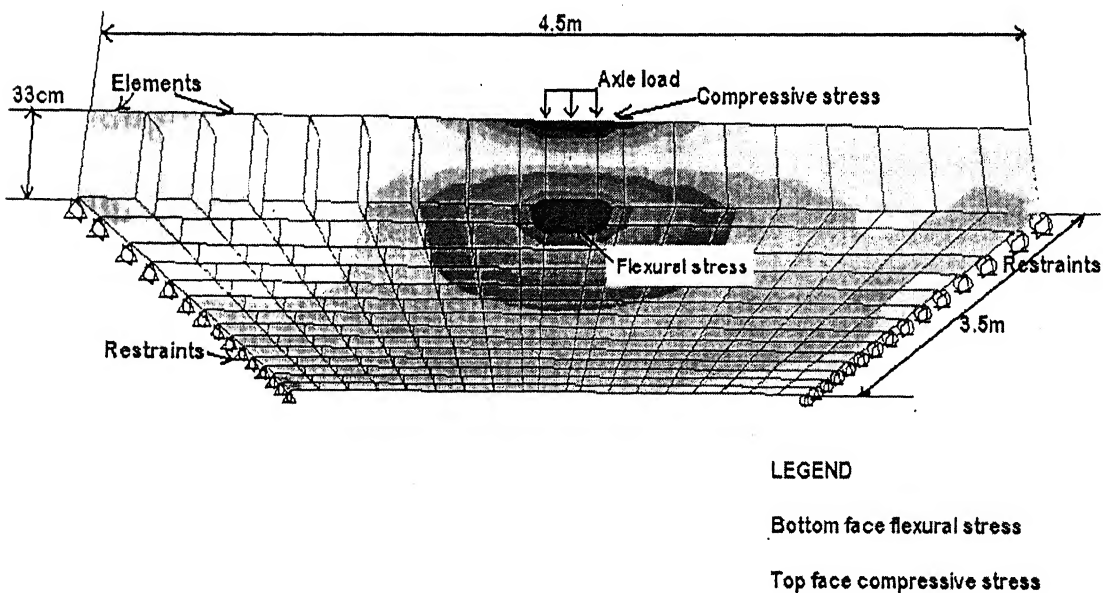 4.5m
Elements
Axle load
33cm
Compressive stress
Flexural stress
Restraints
3.5m
Restraints
LEGEND
Bottom face flexural stress
Top face compressive stress